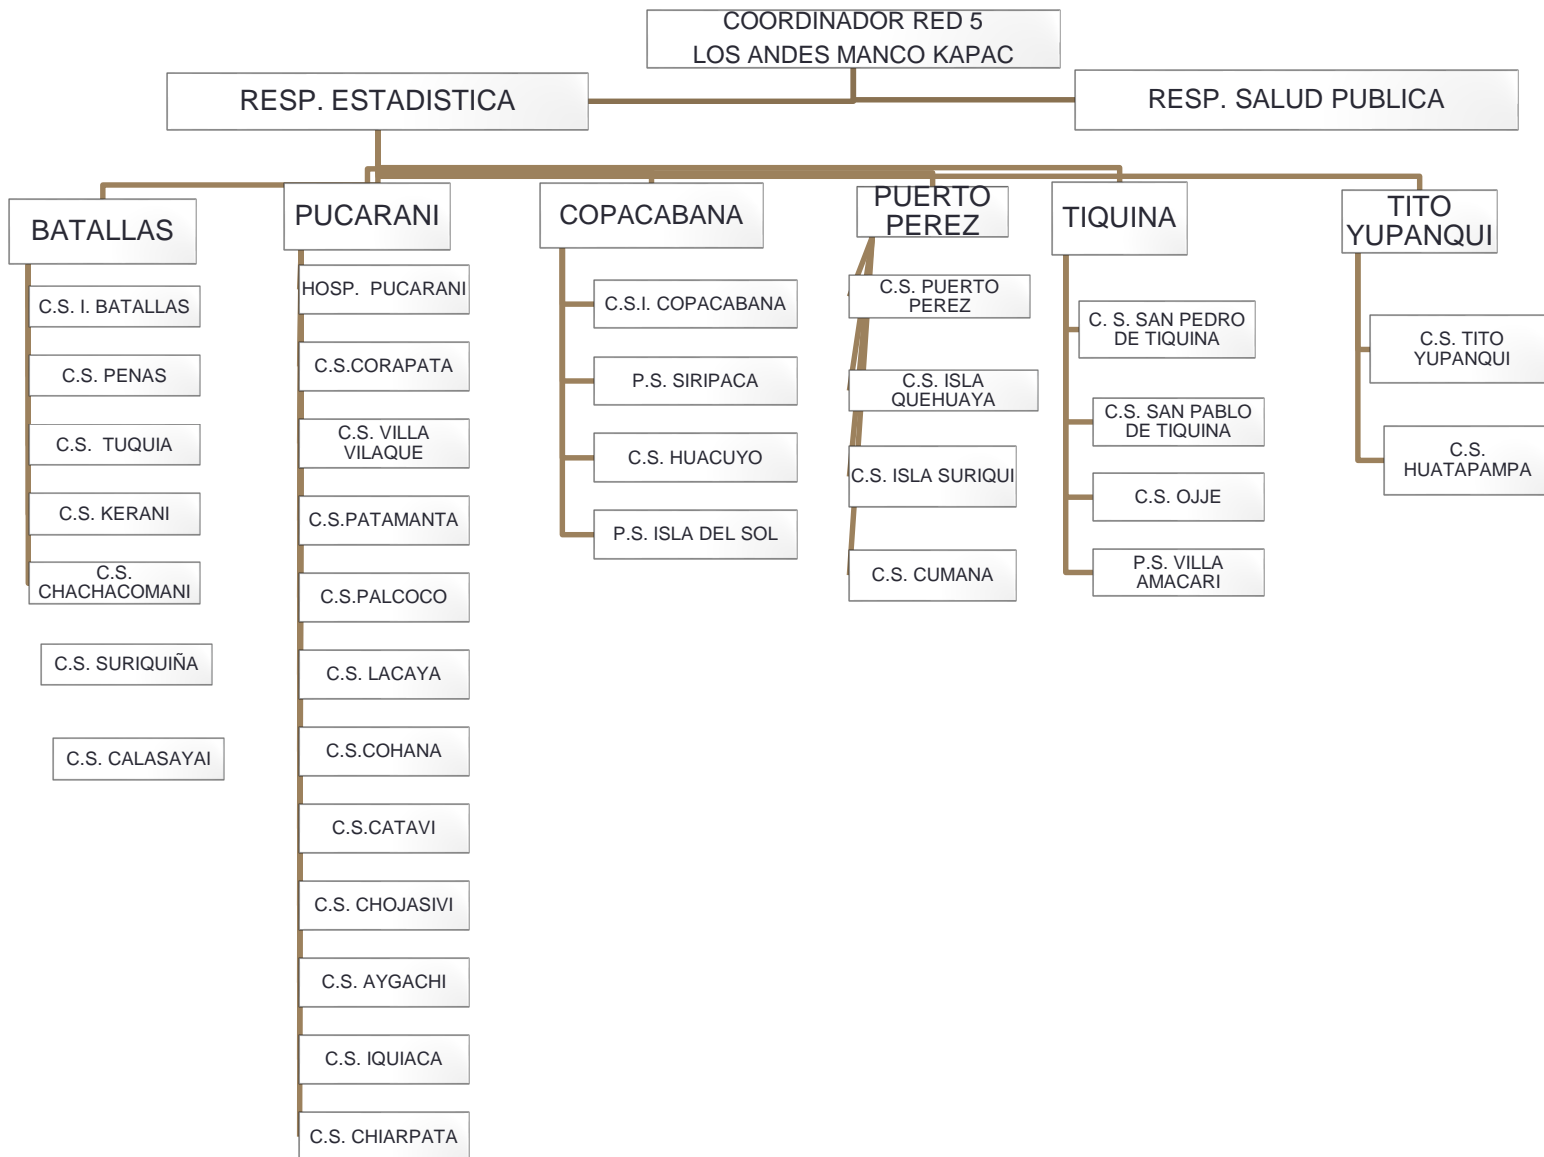 COORDINADOR RED 5
LOS ANDES MANCO KAPAC
RESP. ESTADISTICA
RESP. SALUD PUBLICA
BATALLAS
C.S. I. BATALLAS
C.S. PENAS
C.S. TUQUIA
C.S. KERANI
C.S.
CHACHACOMANI
C.S. SURIQUIÑA
C.S. CALASAYAI
PUCARANI
HOSP. PUCARANI
C.S.CORAPATA
C.S. VILLA
VILAQUE
C.S.PATAMANTA
C.S.PALCOCO
C.S. LACAYA
C.S.COHANA
C.S.CATAVI
C.S. CHOJASIVI
C.S. AYGACHI
C.S. IQUIACA
C.S. CHIARPATA
COPACABANA
C.S.I. COPACABANA
P.S. SIRIPACA
C.S. HUACUYO
P.S. ISLA DEL SOL
PUERTO
PEREZ
C.S. PUERTO
PEREZ
C.S. ISLA
QUEHUAYA
C.S. ISLA SURIQUI
C.S. CUMANA
TIQUINA
C. S. SAN PEDRO
DE TIQUINA
C.S. SAN PABLO
DE TIQUINA
C.S. OJJE
P.S. VILLA
AMACARI
TITO
YUPANQUI
C.S. TITO
YUPANQUI
C.S.
HUATAPAMPA